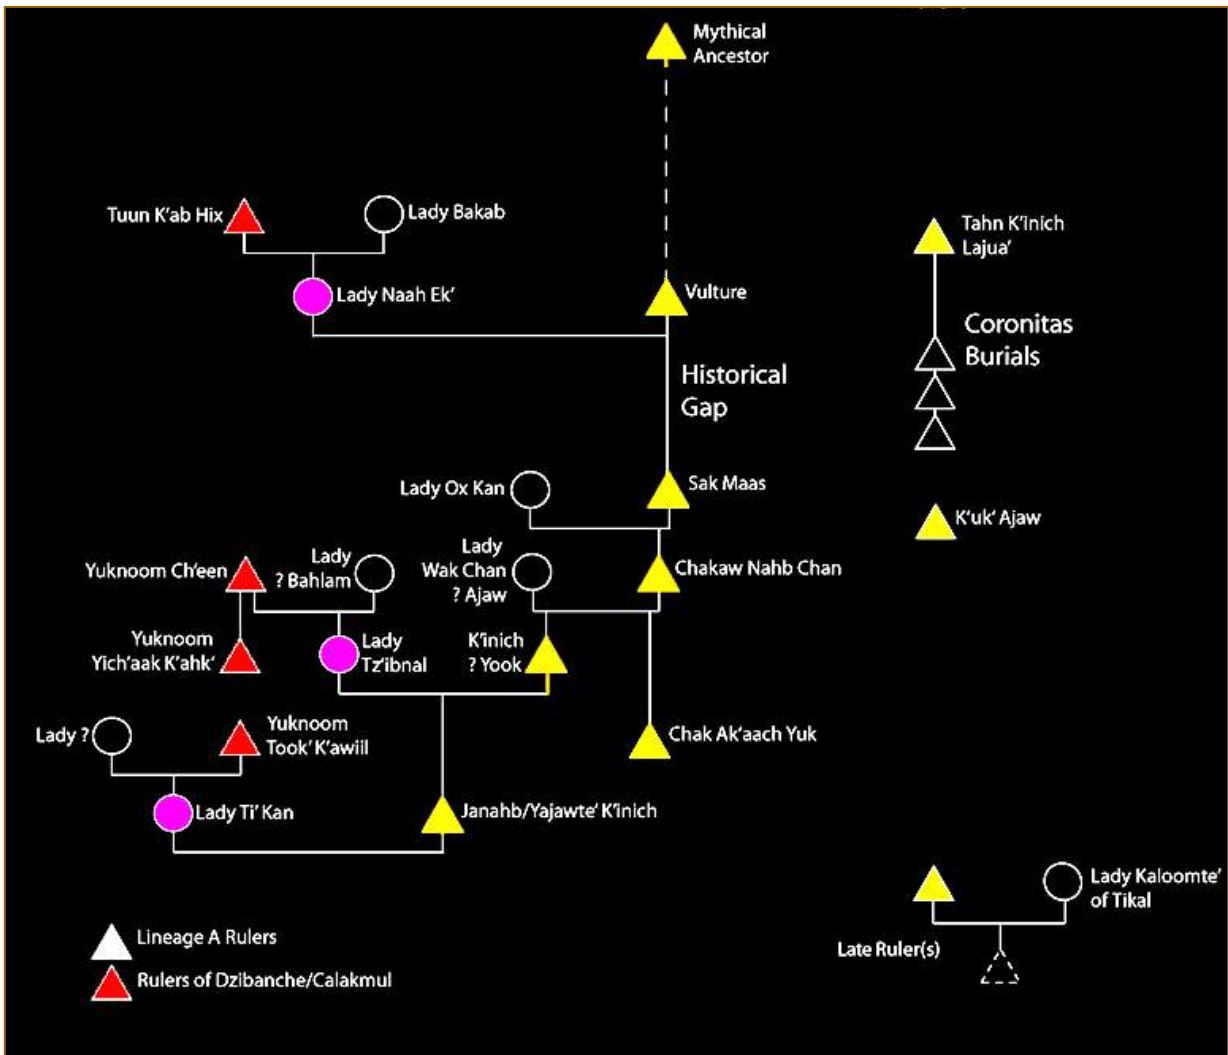 Mythical
Ancestor
Tuun K'ab Hix
Lady Bakab
Tahn K'inich
Lajua'
Lady Naah Ek'
Vulture
Coronitas
Burials
Historical
Gap
Lady Ox Kan
Sak Maas
K'uk' Ajaw
Yuknoom Ch'een
Lady
? Bahlam
Lady
Wak Chan
? Ajaw
Chakaw Nahb Chan
Yuknoom
Yich'aak K'ahk'
Lady
Tz'ibnal
K'inich
? Yook
Lady ?
Yuknoom
Took' K'awiil
Chak Ak'aach Yuk
Lady Ti' Kan
Janahb/Yajawte' K'inich
Lady Kaloomte'
of Tikal
Late Ruler(s)
Lineage A Rulers
Rulers of Dzibanche/Calakmul